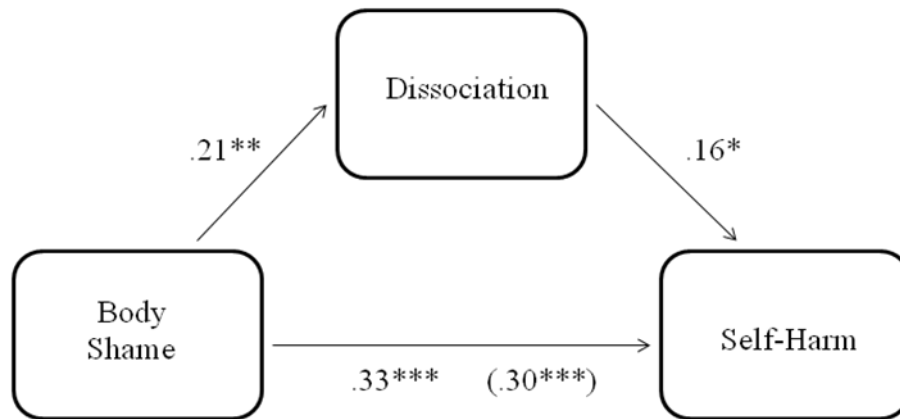 Dissociation
.21**
.16*
Body
Shame
Self-Harm
.33*** (.30***)